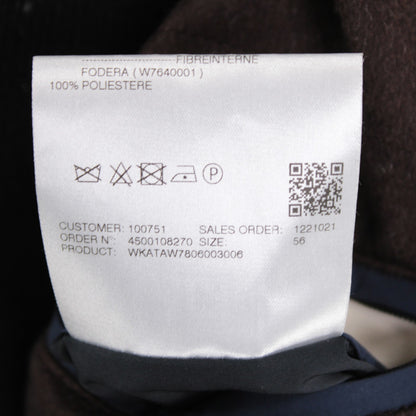 FIBREINTERNE
FODERA ( W7640001 )
100% POLIESTERE
P
CUSTOMER: 100751 SALES ORDER: 1221021
ORDER N°: 4500108270 SIZE: 56
PRODUCT: WKATAW7806003006